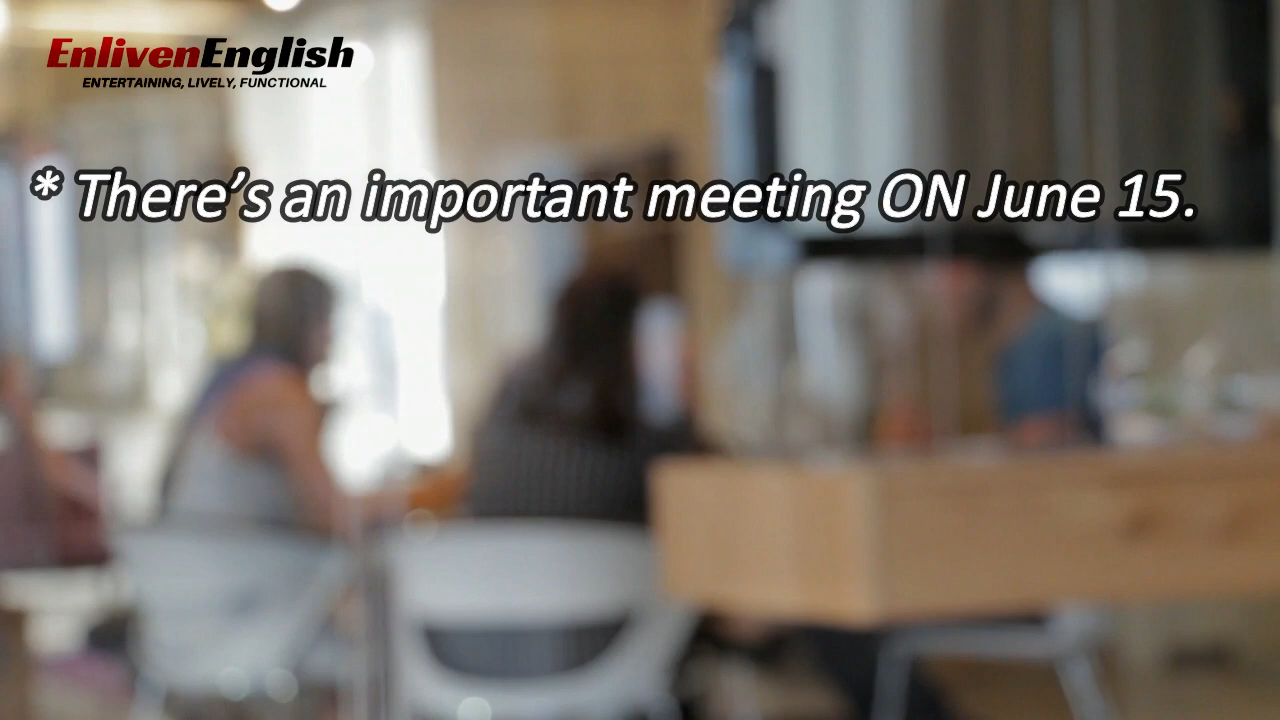 EnlivenEnglish
ENTERTAINING, LIVELY, FUNCTIONAL
* There’s an important meeting ON June 15.